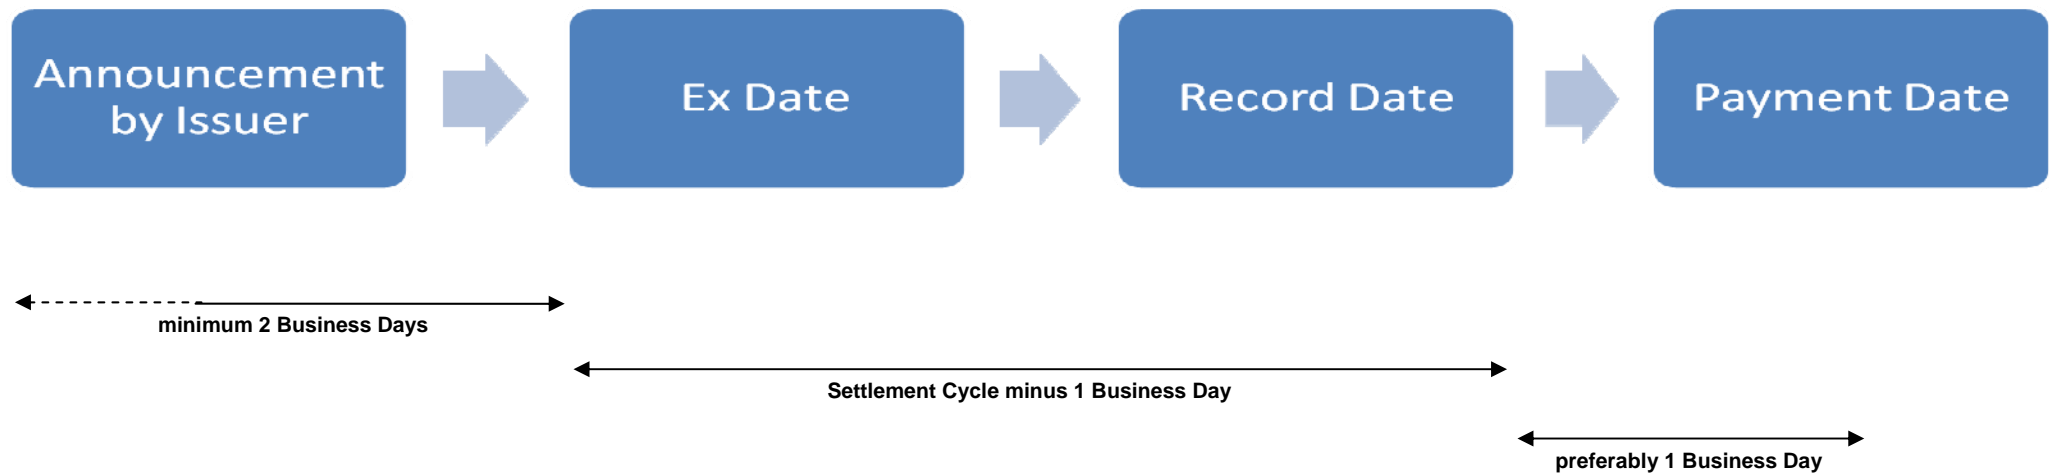 Announcement
by Issuer
Ex Date
Record Date
Payment Date
minimum 2 Business Days
Settlement Cycle minus 1 Business Day
preferably 1 Business Day